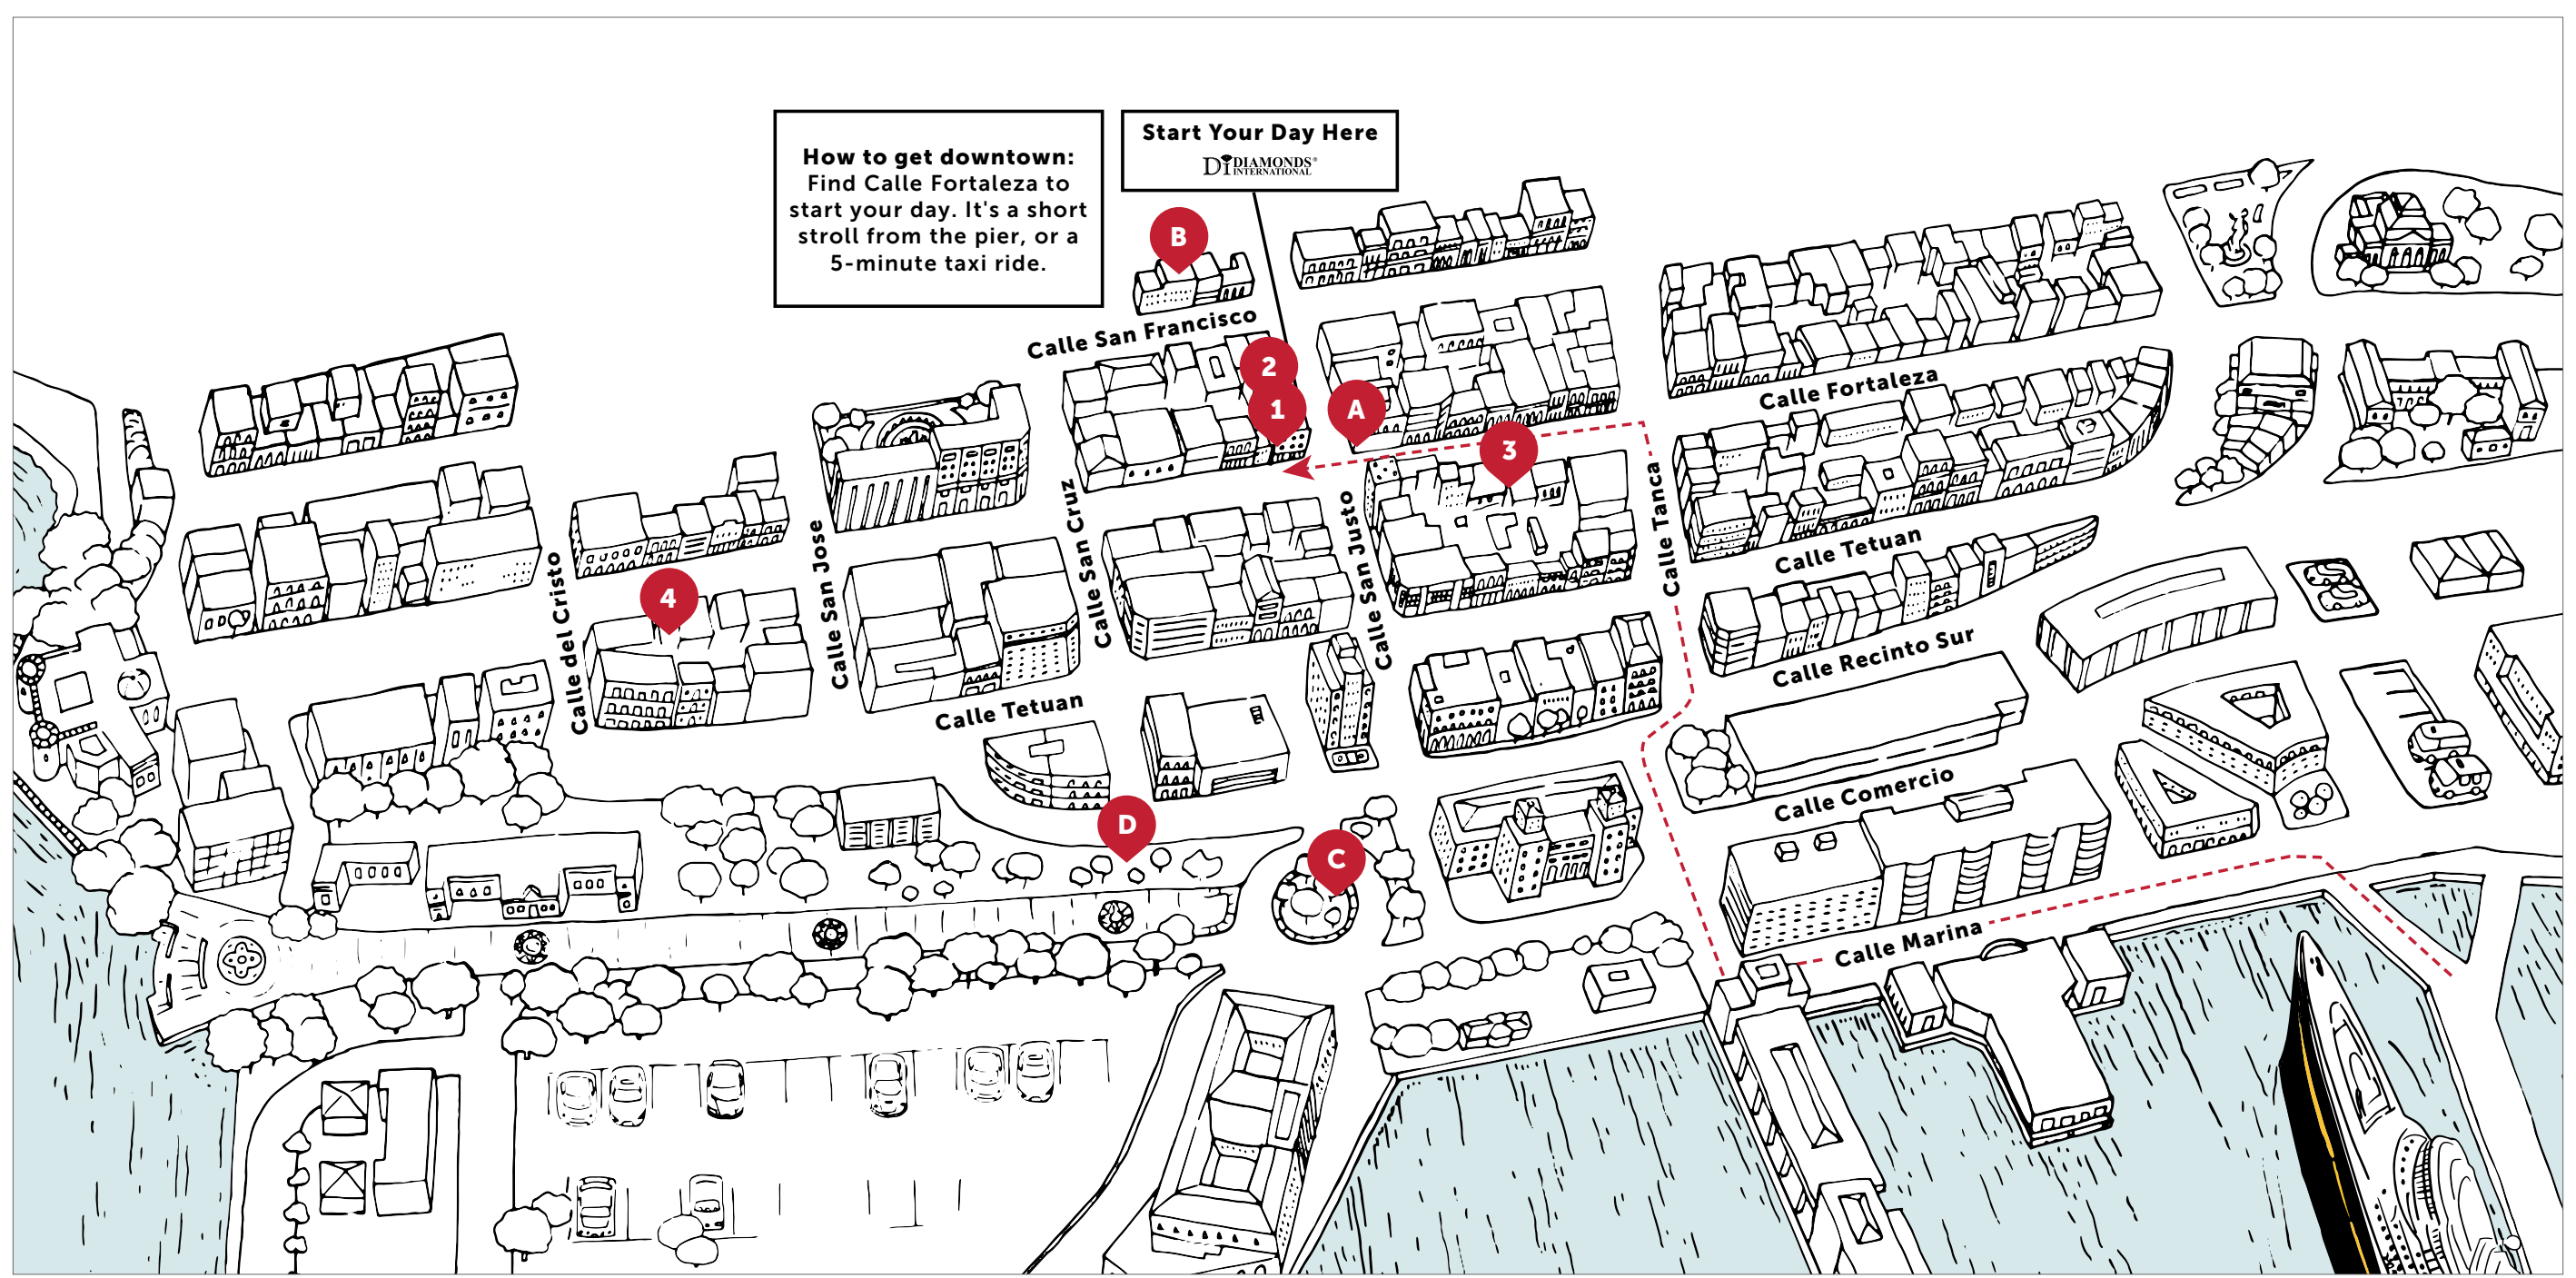 Start Your Day Here
DI DIAMONDS®
INTERNATIONAL
How to get downtown:
Find Calle Fortaleza to
start your day. It's a short
stroll from the pier, or a
5-minute taxi ride.
B
Calle San Francisco
2
1
A
3
Calle Fortaleza
Calle Tanca
Calle Tetuan
Calle San Cruz
Calle San Justo
Calle San Jose
Calle del Cristo
4
Calle Recinto Sur
Calle Tetuan
Calle Comercio
D
C
Calle Marina